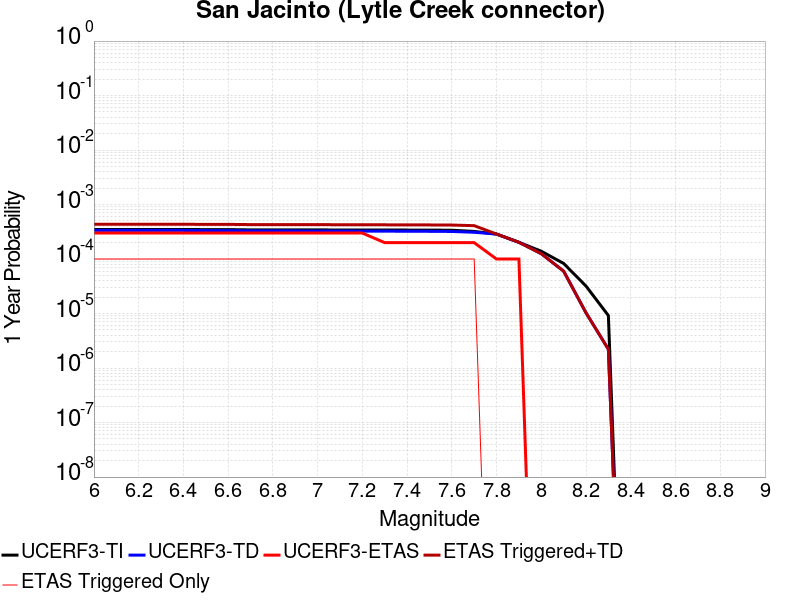 San Jacinto (Lytle Creek connector)
10^0
10^-1
10^-2
10^-3
10^-4
10^-5
10^-6
10^-7
10^-8
1 Year Probability
6 6.2 6.4 6.6 6.8 7 7.2 7.4 7.6 7.8 8 8.2 8.4 8.6 8.8 9
Magnitude
UCERF3-TI UCERF3-TD UCERF3-ETAS ETAS Triggered+TD
ETAS Triggered Only